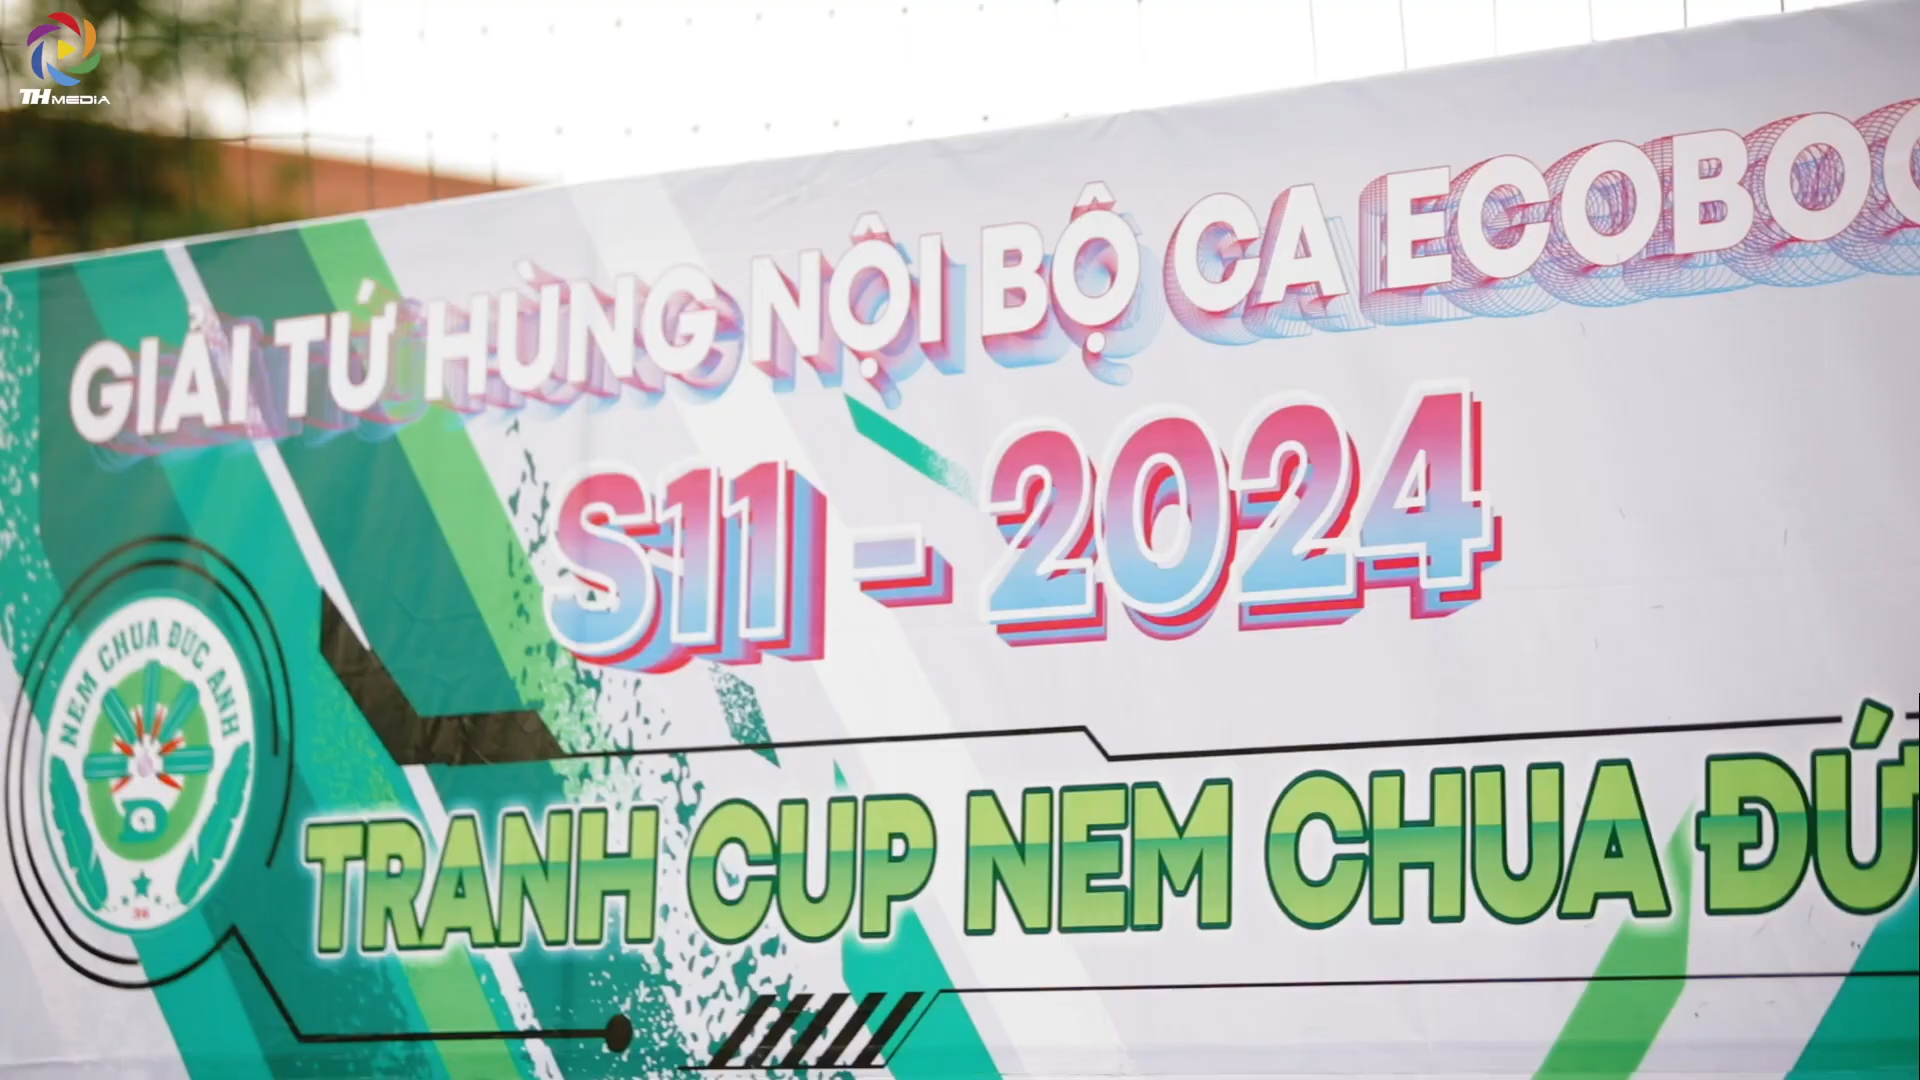 TH MEDIA
GIẢI TỨ HÙNG NỘI BỘ CA ECOBOO
S11 - 2024
NEM CHUA ĐỨC ANH
TRANH CUP NEM CHUA ĐỨ